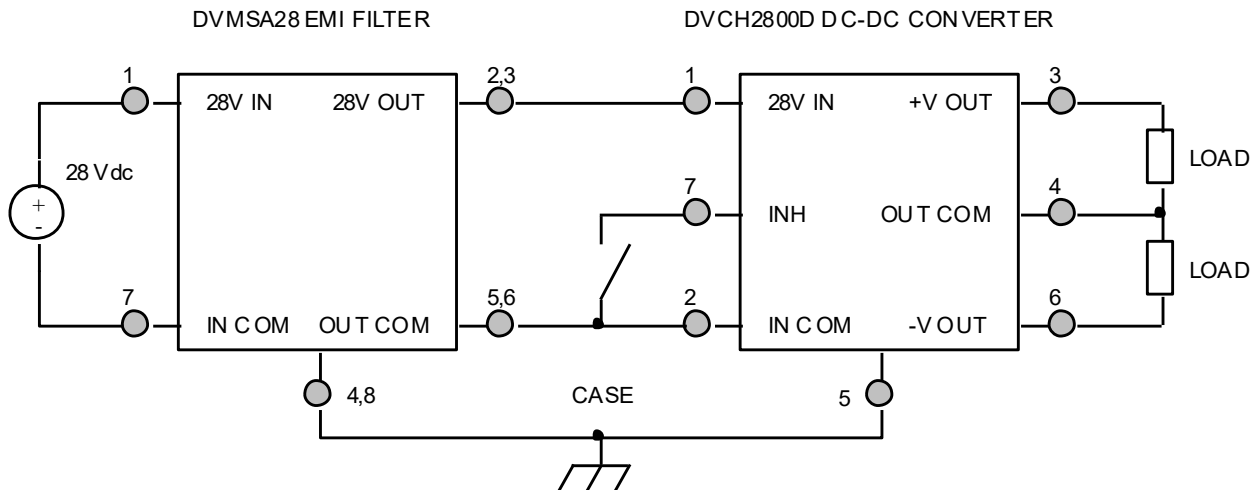 DVMSA28 EMI FILTER
DVCH2800D DC-DC CONVERTER
1
2,3
1
3
28V IN
28V OUT
28V IN
+V OUT
LOAD
28 Vdc
7
4
+
-
INH
OUT COM
LOAD
7
5,6
2
6
IN COM
OUT COM
IN COM
-V OUT
4,8
CASE
5